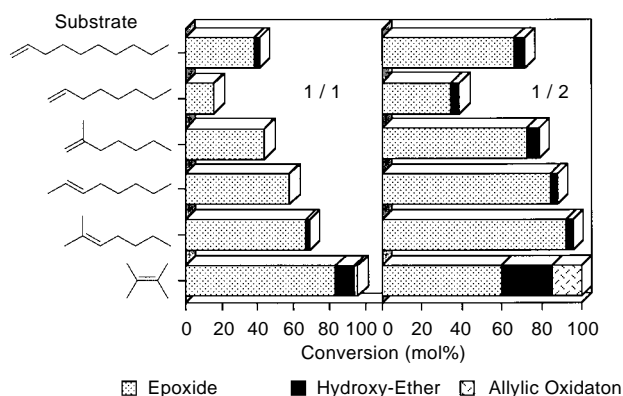 Substrate
1 / 1
1 / 2
0 20 40 60 80 100 0 20 40 60 80 100
Conversion (mol%)
Epoxide Hydroxy-Ether Allylic Oxidaton